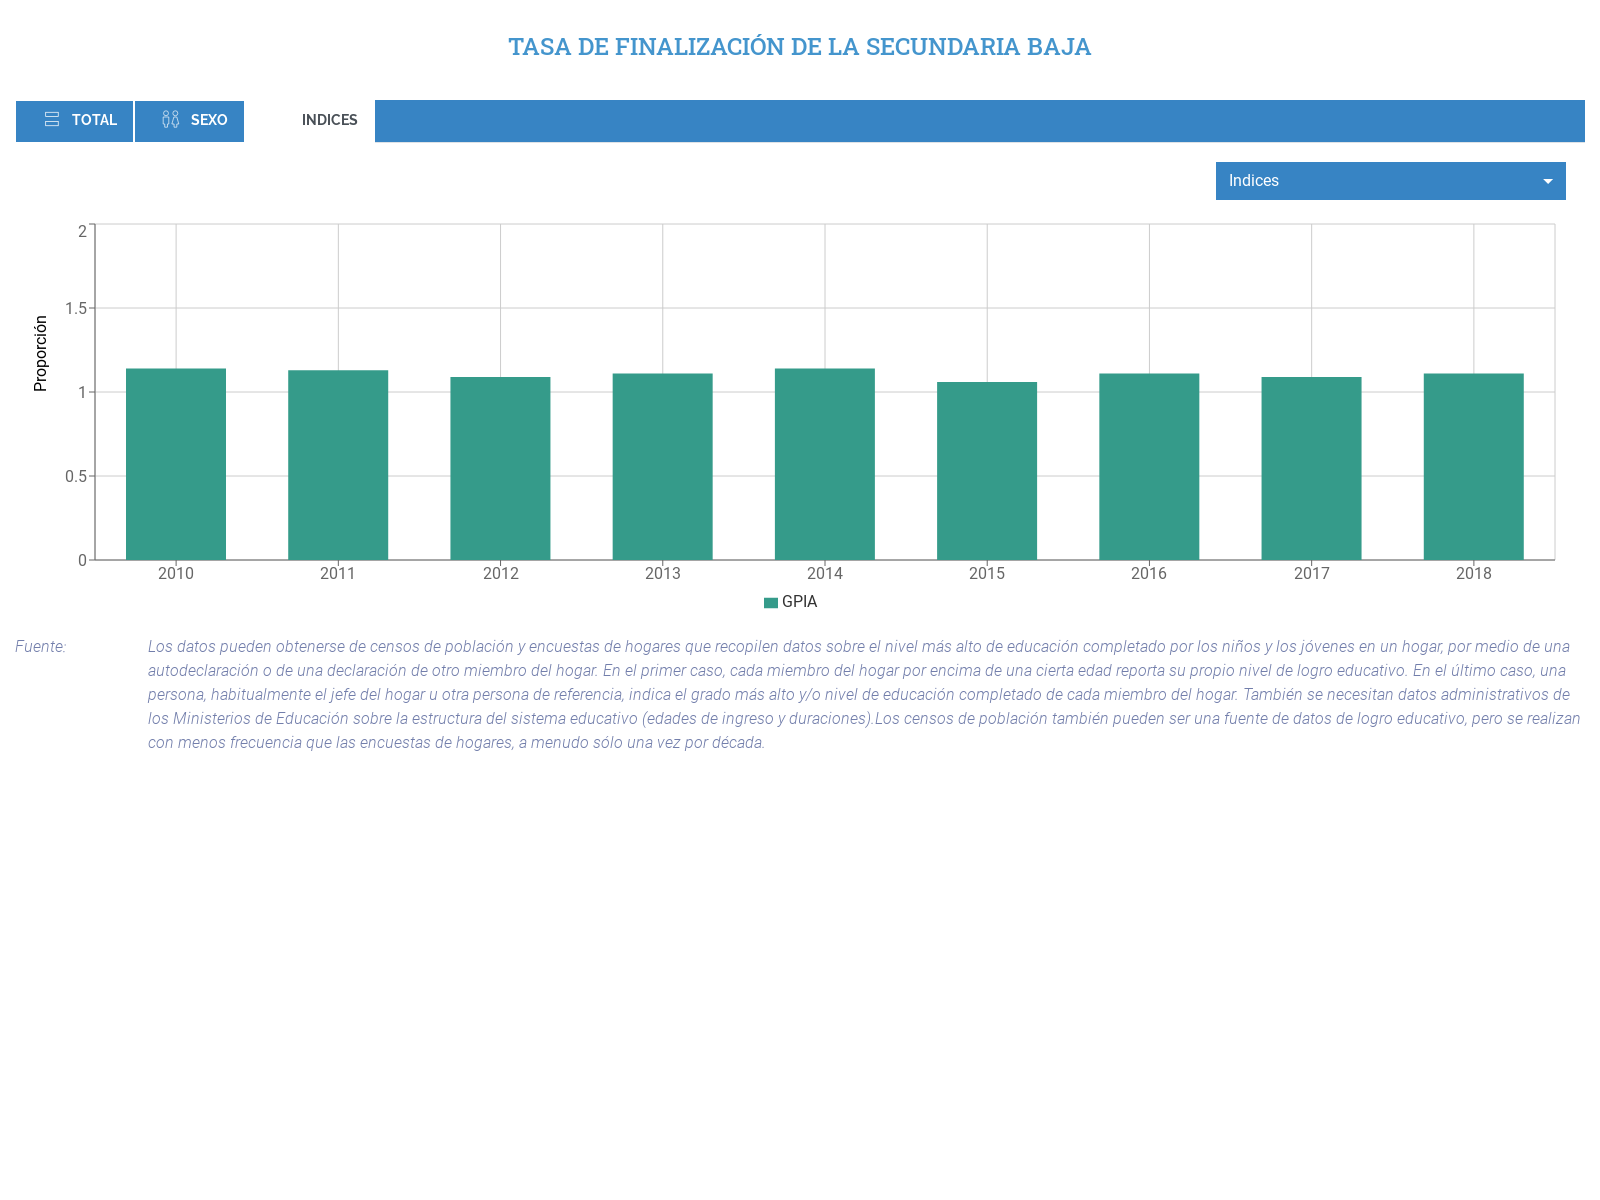 TASA DE FINALIZACIÓN DE LA SECUNDARIA BAJA
TOTAL SEXO INDICES
Indices
2
1.5
1
0.5
0
Proporción
2010 2011 2012 2013 2014 2015 2016 2017 2018
GPIA
Fuente: Los datos pueden obtenerse de censos de población y encuestas de hogares que recopilen datos sobre el nivel más alto de educación completado por los niños y los jóvenes en un hogar, por medio de una
autodeclaración o de una declaración de otro miembro del hogar. En el primer caso, cada miembro del hogar por encima de una cierta edad reporta su propio nivel de logro educativo. En el último caso, una
persona, habitualmente el jefe del hogar u otra persona de referencia, indica el grado más alto y/o nivel de educación completado de cada miembro del hogar. También se necesitan datos administrativos de
los Ministerios de Educación sobre la estructura del sistema educativo (edades de ingreso y duraciones).Los censos de población también pueden ser una fuente de datos de logro educativo, pero se realizan
con menos frecuencia que las encuestas de hogares, a menudo sólo una vez por década.